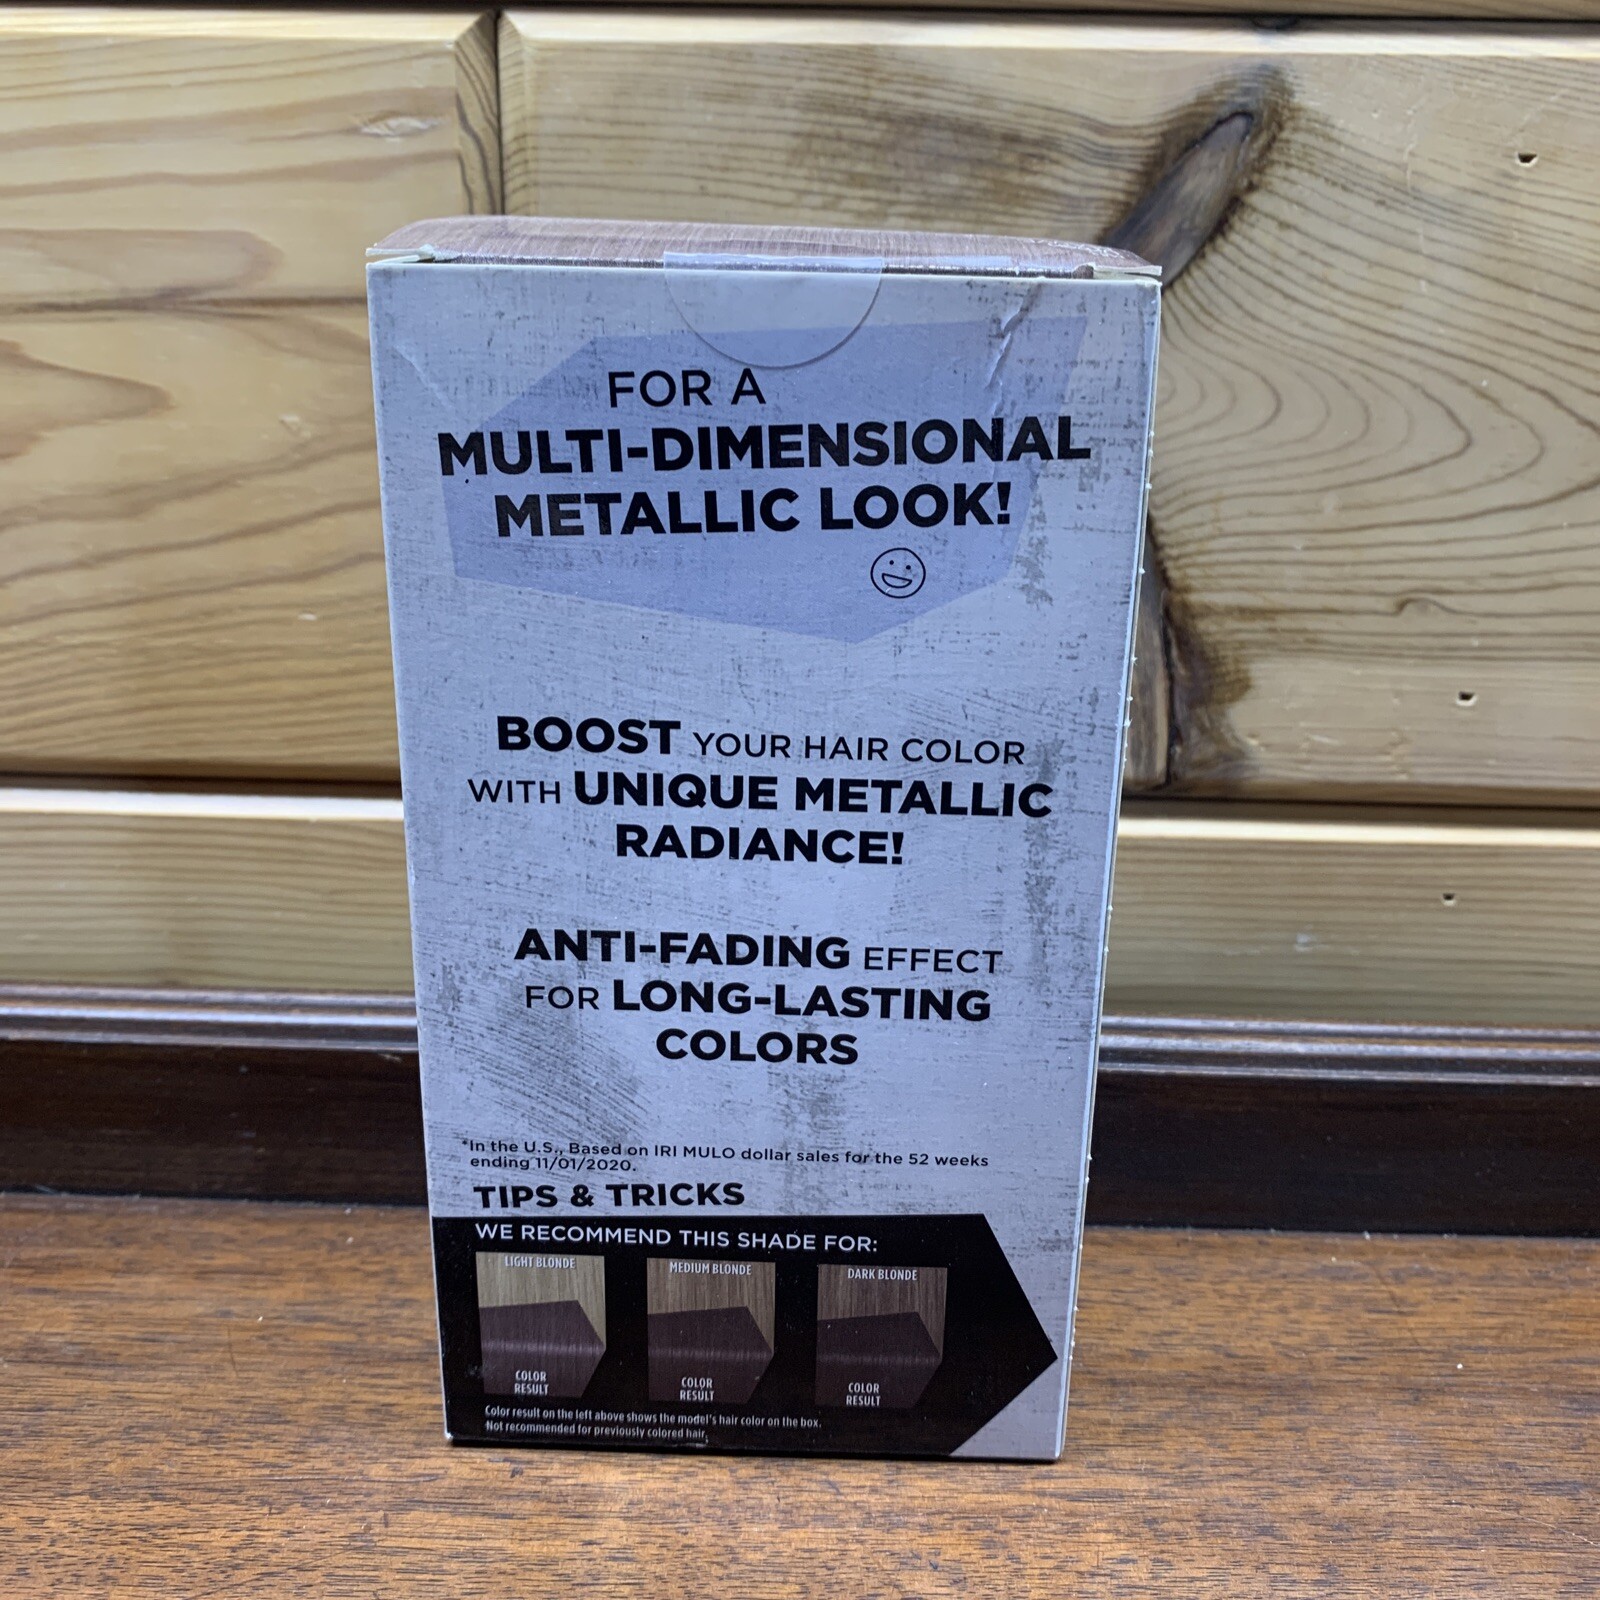 FOR A
MULTI-DIMENSIONAL
METALLIC LOOK!
BOOST YOUR HAIR COLOR
WITH UNIQUE METALLIC
RADIANCE!
ANTI-FADING EFFECT
FOR LONG-LASTING
COLORS
*In the U.S., Based on IRI MULO dollar sales for the 52 weeks
ending 11/01/2020.
TIPS & TRICKS
WE RECOMMEND THIS SHADE FOR:
LIGHT BLONDE
COLOR
RESULT
MEDIUM BLONDE
COLOR
RESULT
DARK BLONDE
COLOR
RESULT
Color result on the left above shows the model's hair color on the box.
Not recommended for previously colored hair.